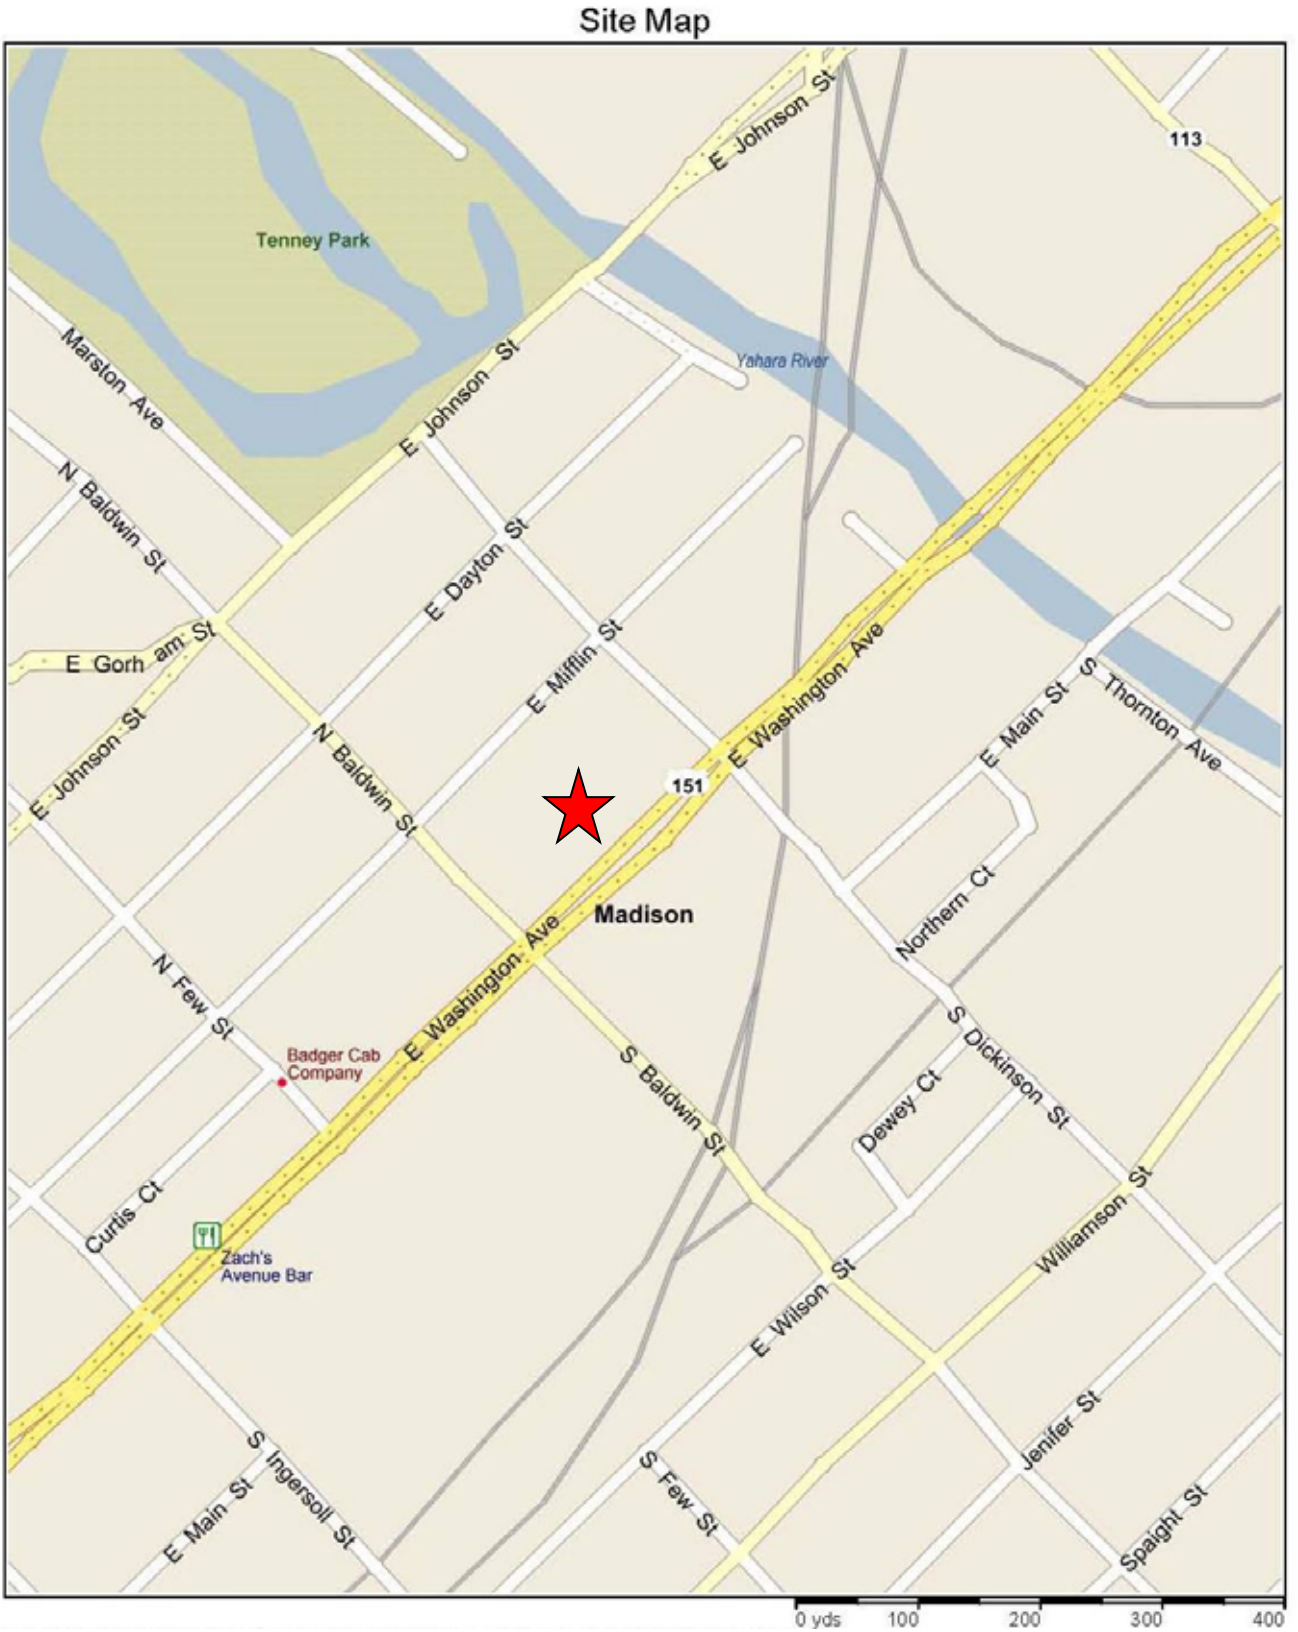 Site Map
E Johnson St
113
Tenney Park
Marston Ave
Yahara River
E Johnson St
N Baldwin St
E Dayton St
E Gorh am St
E Mifflin St
E Washington Ave
S Thornton Ave
E Main St
E Johnson St
N Baldwin St
151
Madison
Northern Ct
E Washington Ave
N Few St
Badger Cab
Company
S Baldwin St
S Dickinson St
Dewey Ct
Curtis Ct
Zach's
Avenue Bar
Williamson St
E Wilson St
Jenifer St
S Ingersoll St
S Few St
E Main St
Spaight St
0 yds 100 200 300 400